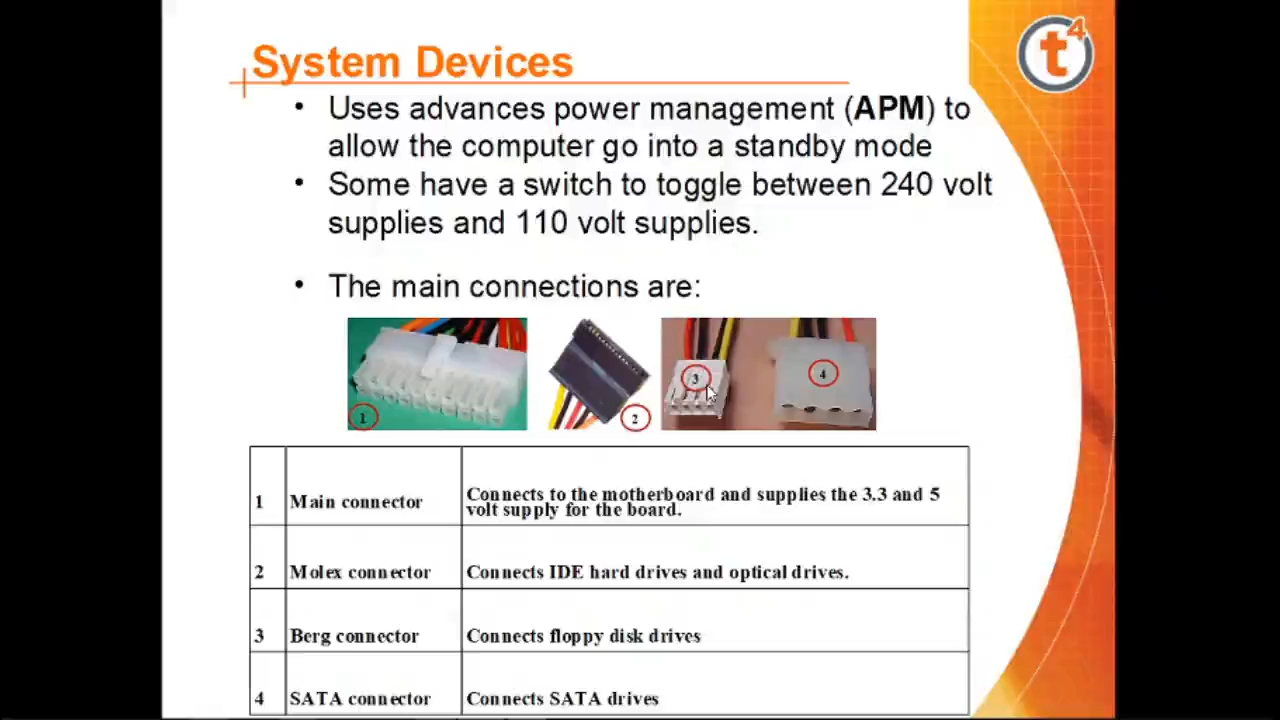 t4
System Devices
• Uses advances power management (APM) to
allow the computer go into a standby mode
• Some have a switch to toggle between 240 volt
supplies and 110 volt supplies.
• The main connections are:
1 2 3 4
1 Main connector Connects to the motherboard and supplies the 3.3 and 5
volt supply for the board.
2 Molex connector Connects IDE hard drives and optical drives.
3 Berg connector Connects floppy disk drives
4 SATA connector Connects SATA drives